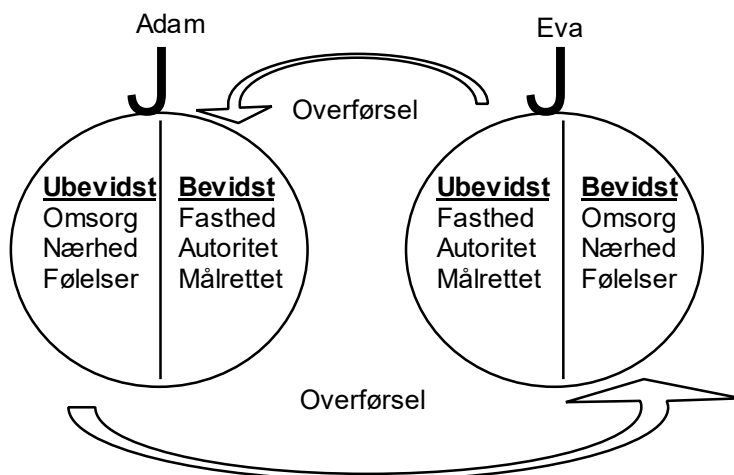 Adam
Eva
J
J
Overførsel
Ubevidst Bevidst
Omsorg Fasthed
Nærhed Autoritet
Følelser Målrettet
Ubevidst Bevidst
Fasthed Omsorg
Autoritet Nærhed
Målrettet Følelser
Overførsel